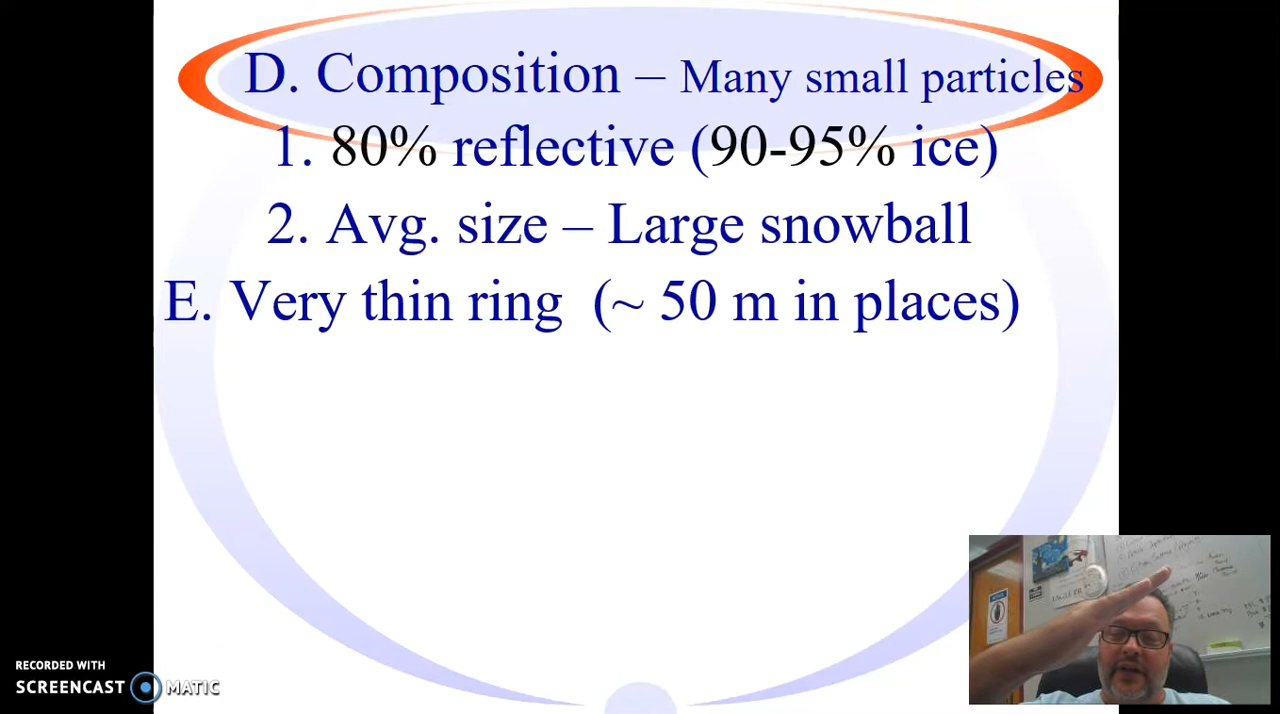 D. Composition – Many small particles
1. 80% reflective (90-95% ice)
2. Avg. size – Large snowball
E. Very thin ring (~ 50 m in places)
RECORDED WITH
SCREENCAST MATIC